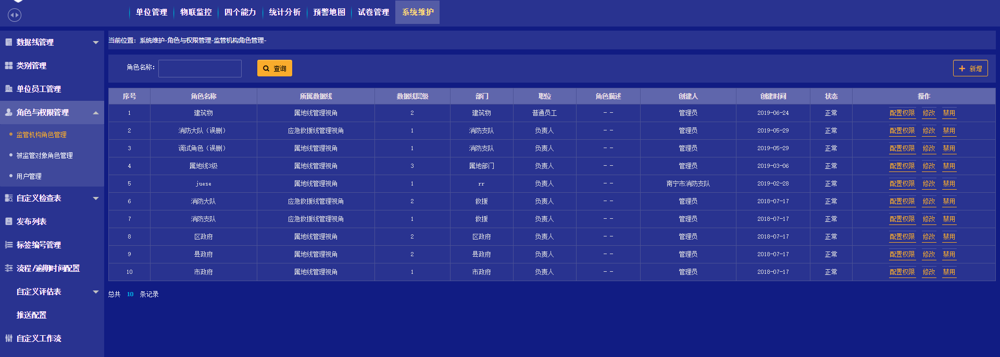 单位管理 物联监控 四个能力 统计分析 预警地图 试卷管理 系统维护
数据线管理
类别管理
单位员工管理
角色与权限管理
监管机构角色管理
被监管对象角色管理
用户管理
自定义检查表
发布列表
标签编号管理
流程/逾期时间配置
自定义评估表
推送配置
自定义工作流
当前位置：系统维护-角色与权限管理-监管机构角色管理-
角色名称： 查询 新增
序号 角色名称 所属数据线 数据线层级 部门 职位 角色描述 创建人 创建时间 状态 操作
1 建筑物 属地线管理视角 2 建筑物 普通员工 -- 管理员 2019-06-24 正常 配置权限 修改 禁用
2 消防大队（误删） 应急救援线管理视角 1 消防支队 负责人 -- 管理员 2019-05-29 正常 配置权限 修改 禁用
3 调试角色（误删） 属地线管理视角 1 消防支队 负责人 -- 管理员 2019-05-29 正常 配置权限 修改 禁用
4 属地线3级 属地线管理视角 3 属地部门 负责人 -- 管理员 2019-03-06 正常 配置权限 修改 禁用
5 juese 属地线管理视角 1 rr 负责人 -- 南宁市消防支队 2019-02-28 正常 配置权限 修改 禁用
6 消防大队 应急救援线管理视角 2 救援 负责人 -- 管理员 2018-07-17 正常 配置权限 修改 禁用
7 消防支队 应急救援线管理视角 1 救援 负责人 -- 管理员 2018-07-17 正常 配置权限 修改 禁用
8 区政府 属地线管理视角 2 区政府 负责人 -- 管理员 2018-07-17 正常 配置权限 修改 禁用
9 县政府 属地线管理视角 2 县政府 负责人 -- 管理员 2018-07-17 正常 配置权限 修改 禁用
10 市政府 属地线管理视角 1 市政府 负责人 -- 管理员 2018-07-17 正常 配置权限 修改 禁用
总共 10 条记录